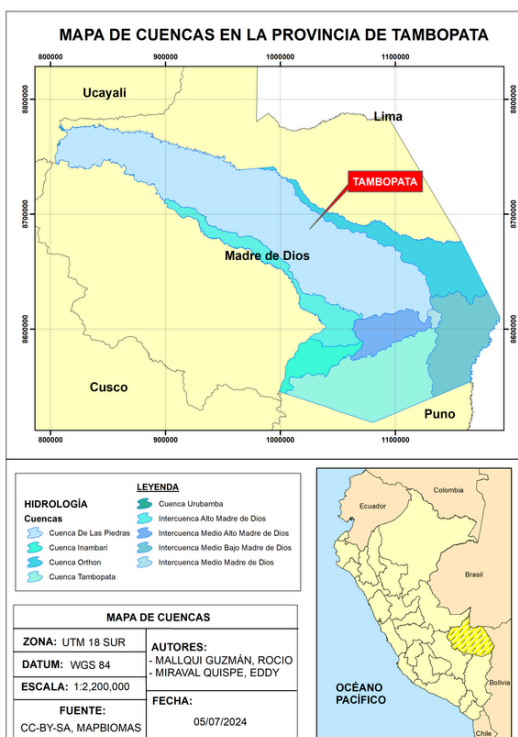 MAPA DE CUENCAS EN LA PROVINCIA DE TAMBOPATA
800000 900000 1000000 1100000
8800000 8800000
Ucayali
Lima
TAMBOPATA
8700000 8700000
Madre de Dios
8600000 8600000
Cusco
Puno
800000 900000 1000000 1100000
LEYENDA
HIDROLOGÍA
Cuencas
Cuenca De Las Piedras
Cuenca Inambari
Cuenca Orthon
Cuenca Tambopata
Cuenca Urubamba
Intercuenca Alto Madre de Dios
Intercuenca Medio Alto Madre de Dios
Intercuenca Medio Bajo Madre de Dios
Intercuenca Medio Madre de Dios
MAPA DE CUENCAS
ZONA: UTM 18 SUR
DATUM: WGS 84
ESCALA: 1:2,200,000
FUENTE:
CC-BY-SA, MAPBIOMAS
AUTORES:
- MALLQUI GUZMÁN, ROCIO
- MIRAVAL QUISPE, EDDY
FECHA:
05/07/2024
Colombia
Ecuador
Brasil
Bolivia
OCÉANO
PACÍFICO
Chile